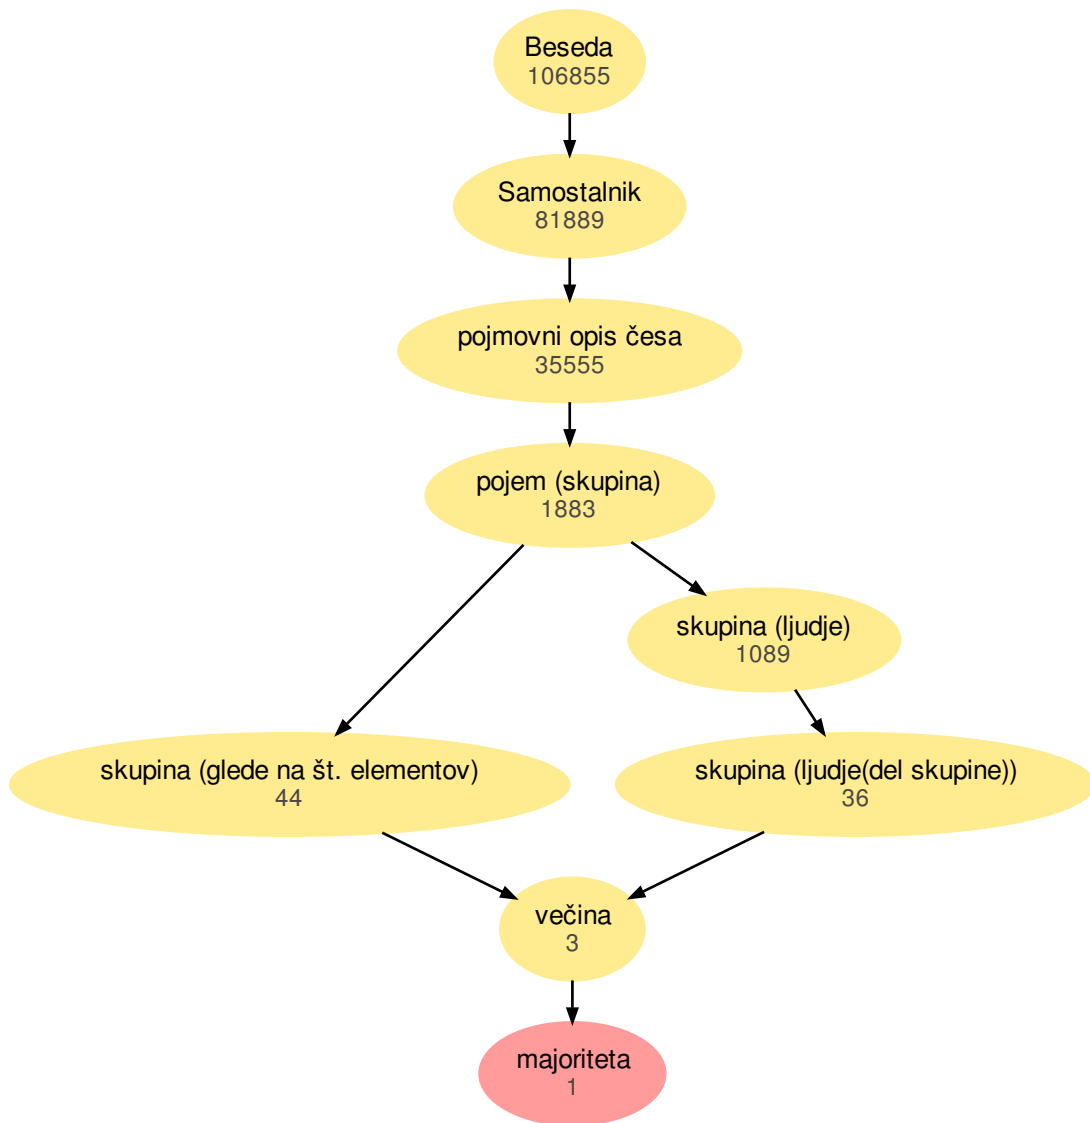 Beseda
106855
Samostalnik
81889
pojmovni opis česa
35555
pojem (skupina)
1883
skupina (ljudje)
1089
skupina (glede na št. elementov)
44
skupina (ljudje(del skupine))
36
večina
3
majoriteta
1